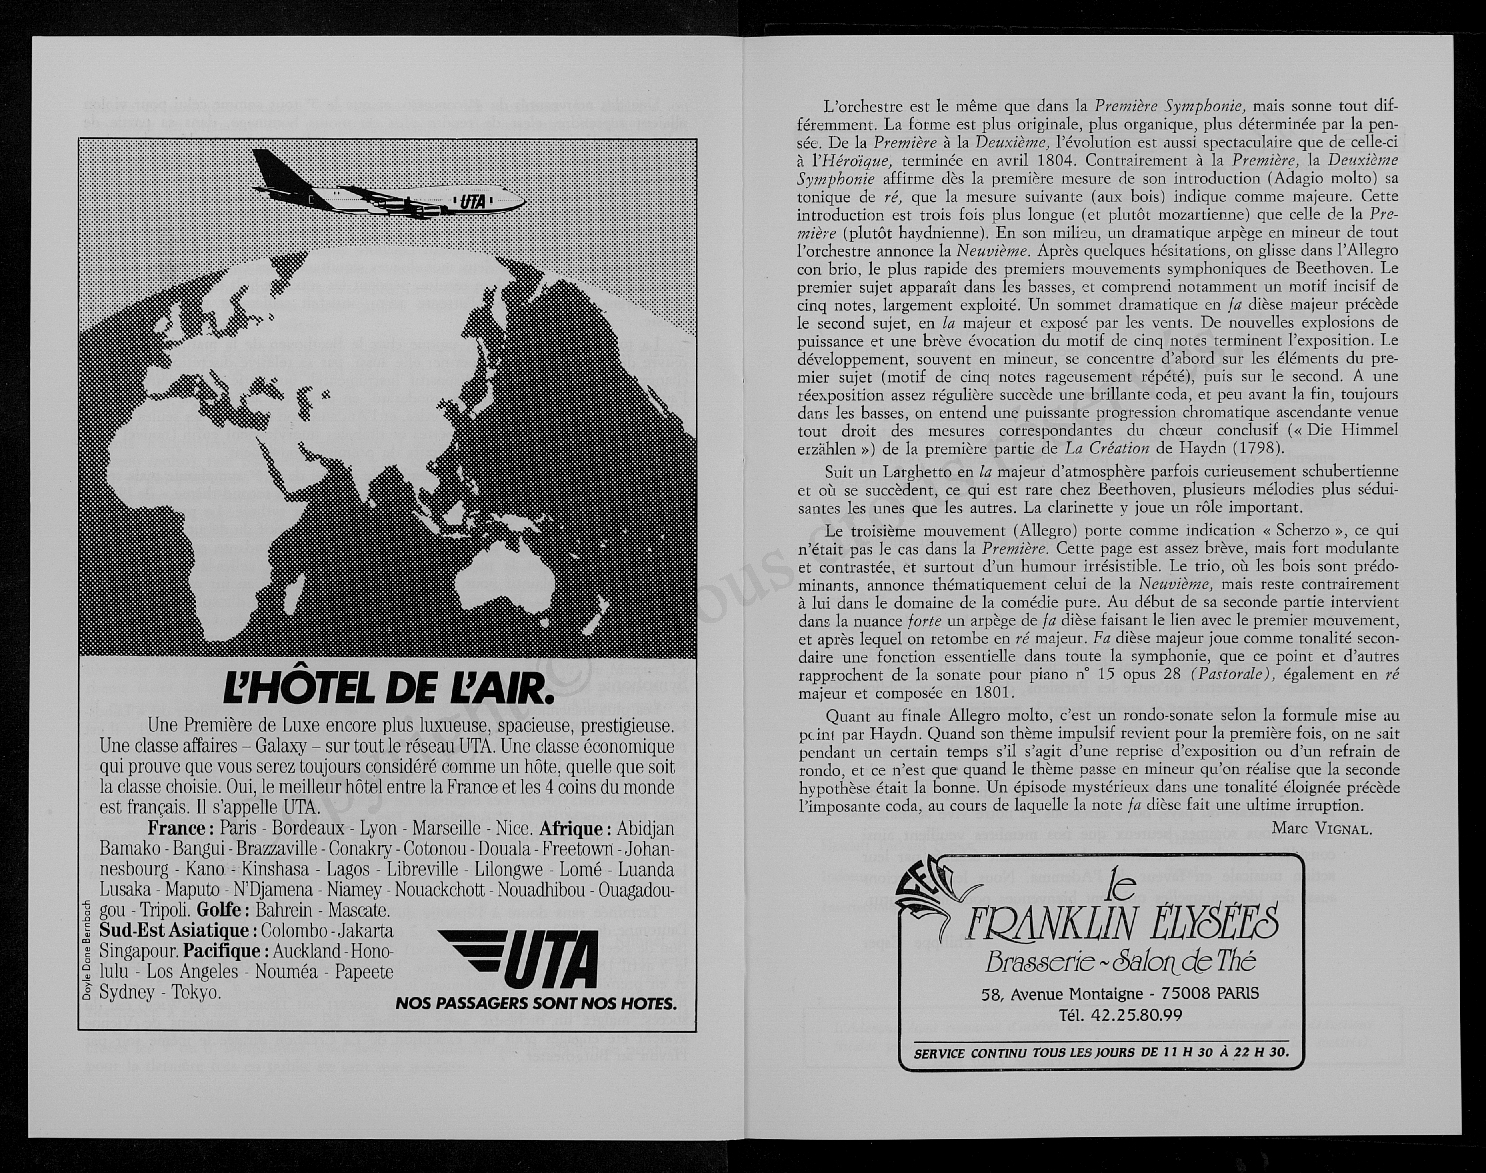 UTA
L'HÔTEL DE L'AIR.
Une Première de Luxe encore plus luxueuse, spacieuse, prestigieuse.
Une classe affaires – Galaxy – sur tout le réseau UTA. Une classe économique
qui prouve que vous serez toujours considéré comme un hôte, quelle que soit
la classe choisie. Oui, le meilleur hôtel entre la France et les 4 coins du monde
est français. Il s'appelle UTA.
France : Paris - Bordeaux - Lyon - Marseille - Nice. Afrique : Abidjan
Bamako - Bangui - Brazzaville - Conakry - Cotonou - Douala - Freetown - Johan-
nesbourg - Kano - Kinshasa - Lagos - Libreville - Lilongwe - Lomé - Luanda
Lusaka - Maputo - N'Djamena - Niamey - Nouackchott - Nouadhibou - Ouagadou-
gou - Tripoli. Golfe : Bahrein - Mascate.
Sud-Est Asiatique : Colombo - Jakarta
Singapour. Pacifique : Auckland - Hono-
lulu - Los Angeles - Nouméa - Papeete
Sydney - Tokyo.
Doyle Dane Bernbach
UTA
NOS PASSAGERS SONT NOS HOTES.
L'orchestre est le même que dans la Première Symphonie, mais sonne tout dif-
féremment. La forme est plus originale, plus organique, plus déterminée par la pen-
sée. De la Première à la Deuxième, l'évolution est aussi spectaculaire que de celle-ci
à l'Héroïque, terminée en avril 1804. Contrairement à la Première, la Deuxième
Symphonie affirme dès la première mesure de son introduction (Adagio molto) sa
tonique de ré, que la mesure suivante (aux bois) indique comme majeure. Cette
introduction est trois fois plus longue (et plutôt mozartienne) que celle de la Pre-
mière (plutôt haydnienne). En son milieu, un dramatique arpège en mineur de tout
l'orchestre annonce la Neuvième. Après quelques hésitations, on glisse dans l'Allegro
con brio, le plus rapide des premiers mouvements symphoniques de Beethoven. Le
premier sujet apparaît dans les basses, et comprend notamment un motif incisif de
cinq notes, largement exploité. Un sommet dramatique en fa dièse majeur précède
le second sujet, en la majeur et exposé par les vents. De nouvelles explosions de
puissance et une brève évocation du motif de cinq notes terminent l'exposition. Le
développement, souvent en mineur, se concentre d'abord sur les éléments du pre-
mier sujet (motif de cinq notes rageusement répété), puis sur le second. A une
réexposition assez régulière succède une brillante coda, et peu avant la fin, toujours
dans les basses, on entend une puissante progression chromatique ascendante venue
tout droit des mesures correspondantes du chœur conclusif (« Die Himmel
erzählen ») de la première partie de La Création de Haydn (1798).
Suit un Larghetto en la majeur d'atmosphère parfois curieusement schubertienne
et où se succèdent, ce qui est rare chez Beethoven, plusieurs mélodies plus sédui-
santes les unes que les autres. La clarinette y joue un rôle important.
Le troisième mouvement (Allegro) porte comme indication « Scherzo », ce qui
n'était pas le cas dans la Première. Cette page est assez brève, mais fort modulante
et contrastée, et surtout d'un humour irrésistible. Le trio, où les bois sont prédo-
minants, annonce thématiquement celui de la Neuvième, mais reste contrairement
à lui dans le domaine de la comédie pure. Au début de sa seconde partie intervient
dans la nuance forte un arpège de fa dièse faisant le lien avec le premier mouvement,
et après lequel on retombe en ré majeur. Fa dièse majeur joue comme tonalité secon-
daire une fonction essentielle dans toute la symphonie, que ce point et d'autres
rapprochent de la sonate pour piano n° 15 opus 28 (Pastorale), également en ré
majeur et composée en 1801.
Quant au finale Allegro molto, c'est un rondo-sonate selon la formule mise au
point par Haydn. Quand son thème impulsif revient pour la première fois, on ne sait
pendant un certain temps s'il s'agit d'une reprise d'exposition ou d'un refrain de
rondo, et ce n'est que quand le thème passe en mineur qu'on réalise que la seconde
hypothèse était la bonne. Un épisode mystérieux dans une tonalité éloignée précède
l'imposante coda, au cours de laquelle la note fa dièse fait une ultime irruption.
Marc VIGNAL.
le
FRANKLIN ÉLYSÉES
Brasserie ~ Salon de Thé
58, Avenue Montaigne - 75008 PARIS
Tél. 42.25.80.99
SERVICE CONTINU TOUS LES JOURS DE 11 H 30 À 22 H 30.